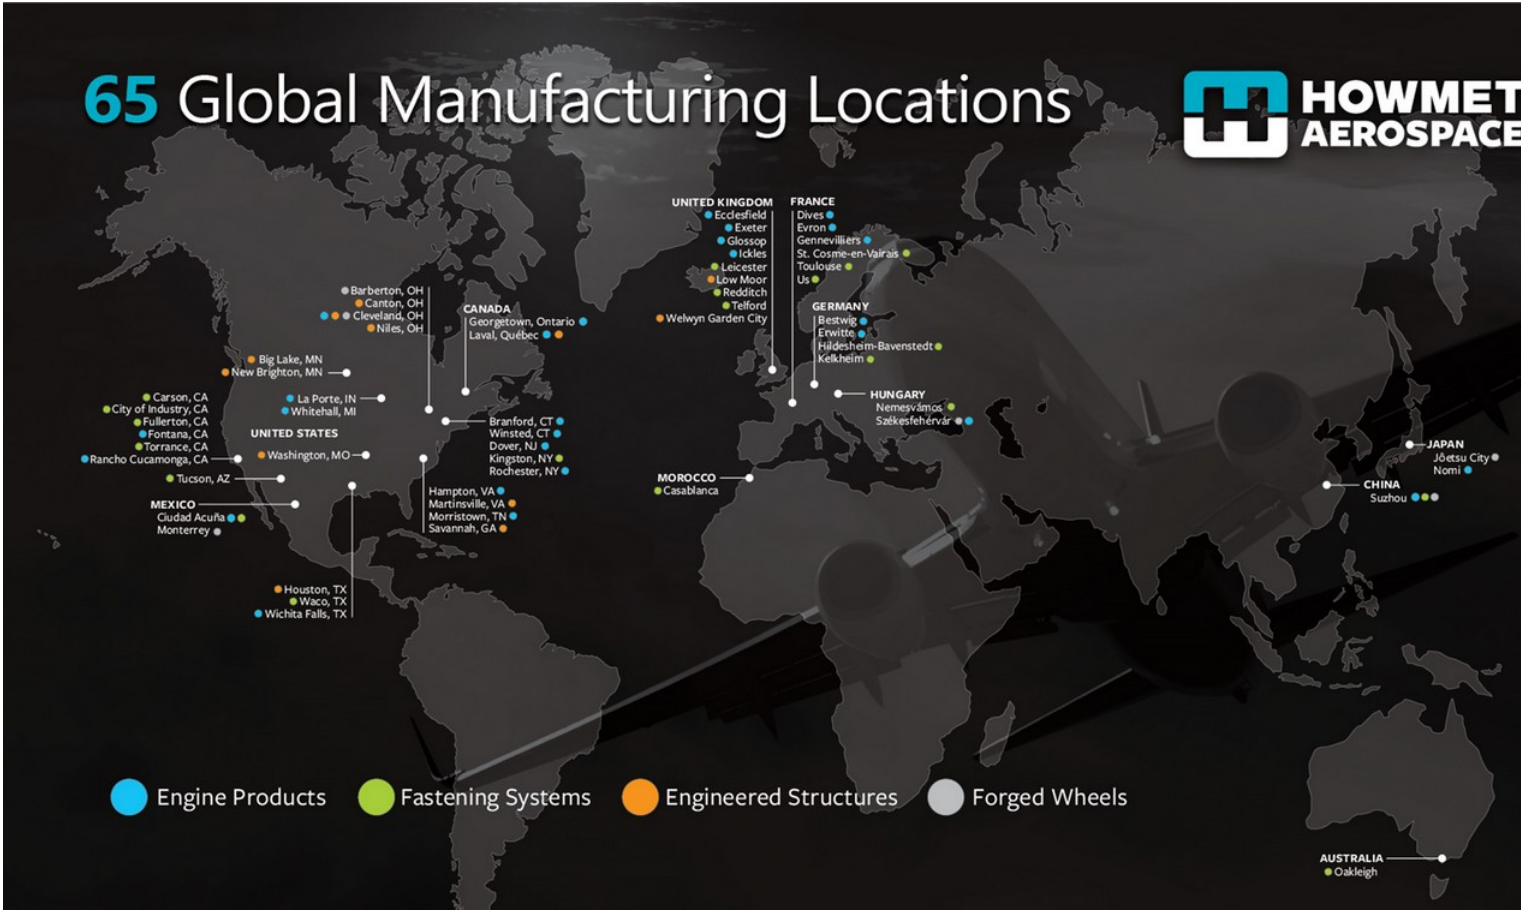 65 Global Manufacturing Locations
HOWMET
AEROSPACE
Barberton, OH
Canton, OH
Cleveland, OH
Niles, OH
CANADA
Georgetown, Ontario
Laval, Québec
Big Lake, MN
New Brighton, MN
La Porte, IN
Whitehall, MI
Carson, CA
City of Industry, CA
Fullerton, CA
Fontana, CA
Torrance, CA
Rancho Cucamonga, CA
UNITED STATES
Washington, MO
Tucson, AZ
MEXICO
Ciudad Acuña
Monterrey
Branford, CT
Winsted, CT
Dover, NJ
Kingston, NY
Rochester, NY
Hampton, VA
Martinsville, VA
Morristown, TN
Savannah, GA
Houston, TX
Waco, TX
Wichita Falls, TX
UNITED KINGDOM
Ecclesfield
Exeter
Glossop
Ickles
Leicester
Low Moor
Redditch
Telford
Welwyn Garden City
FRANCE
Dives
Evron
Gennevilliers
St. Cosme-en-Vairais
Toulouse
Us
GERMANY
Bestwig
Erwitte
Hildesheim-Bavenstedt
Kelkheim
HUNGARY
Nemesvámos
Székesfehérvár
MOROCCO
Casablanca
JAPAN
Jôetsu City
Nomi
CHINA
Suzhou
Engine Products
Fastening Systems
Engineered Structures
Forged Wheels
AUSTRALIA
Oakleigh